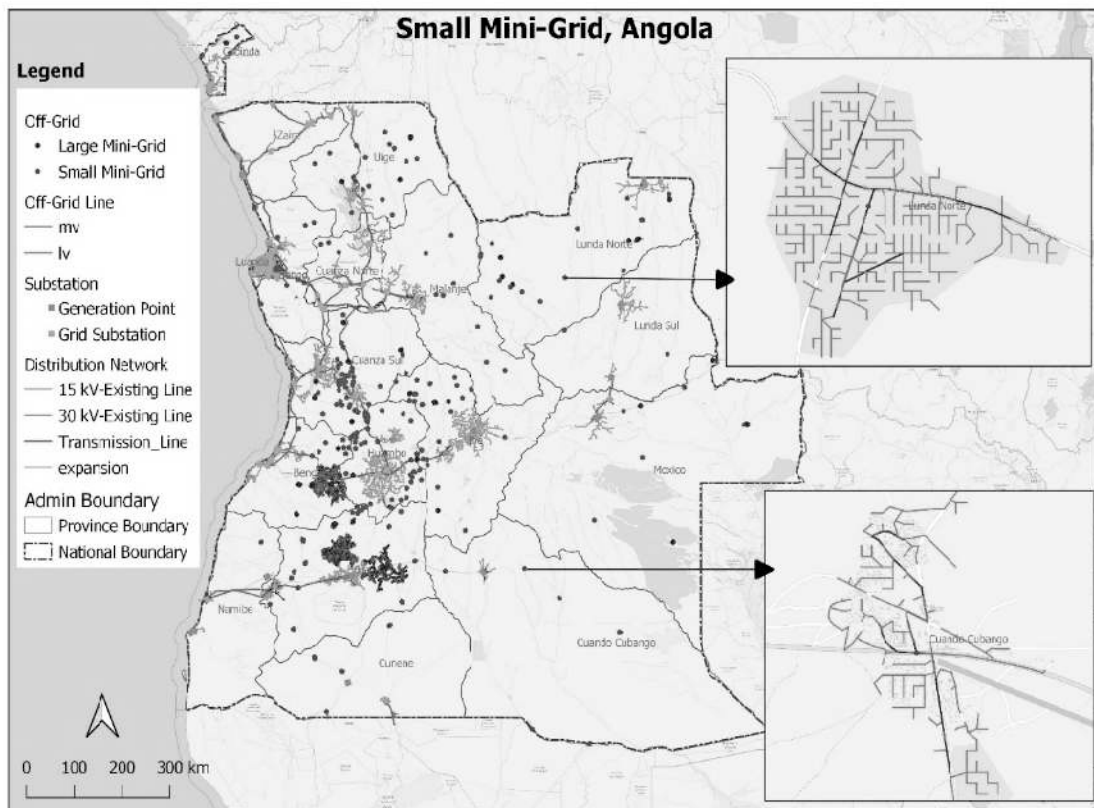 Small Mini-Grid, Angola
Legend
Off-Grid
Large Mini-Grid
Small Mini-Grid
Off-Grid Line
mv
lv
Substation
Generation Point
Grid Substation
Distribution Network
15 kV-Existing Line
30 kV-Existing Line
Transmission_Line
expansion
Admin Boundary
Province Boundary
National Boundary
0 100 200 300 km
Cabinda
Zaire
Uige
Lunda Norte
Cuanza Norte
Malanje
Lunda Sul
Cuanza Sul
Huambo
Moxico
Namibe
Cuando Cubango
Cunene
Lunda Norte
Cuando Cubango